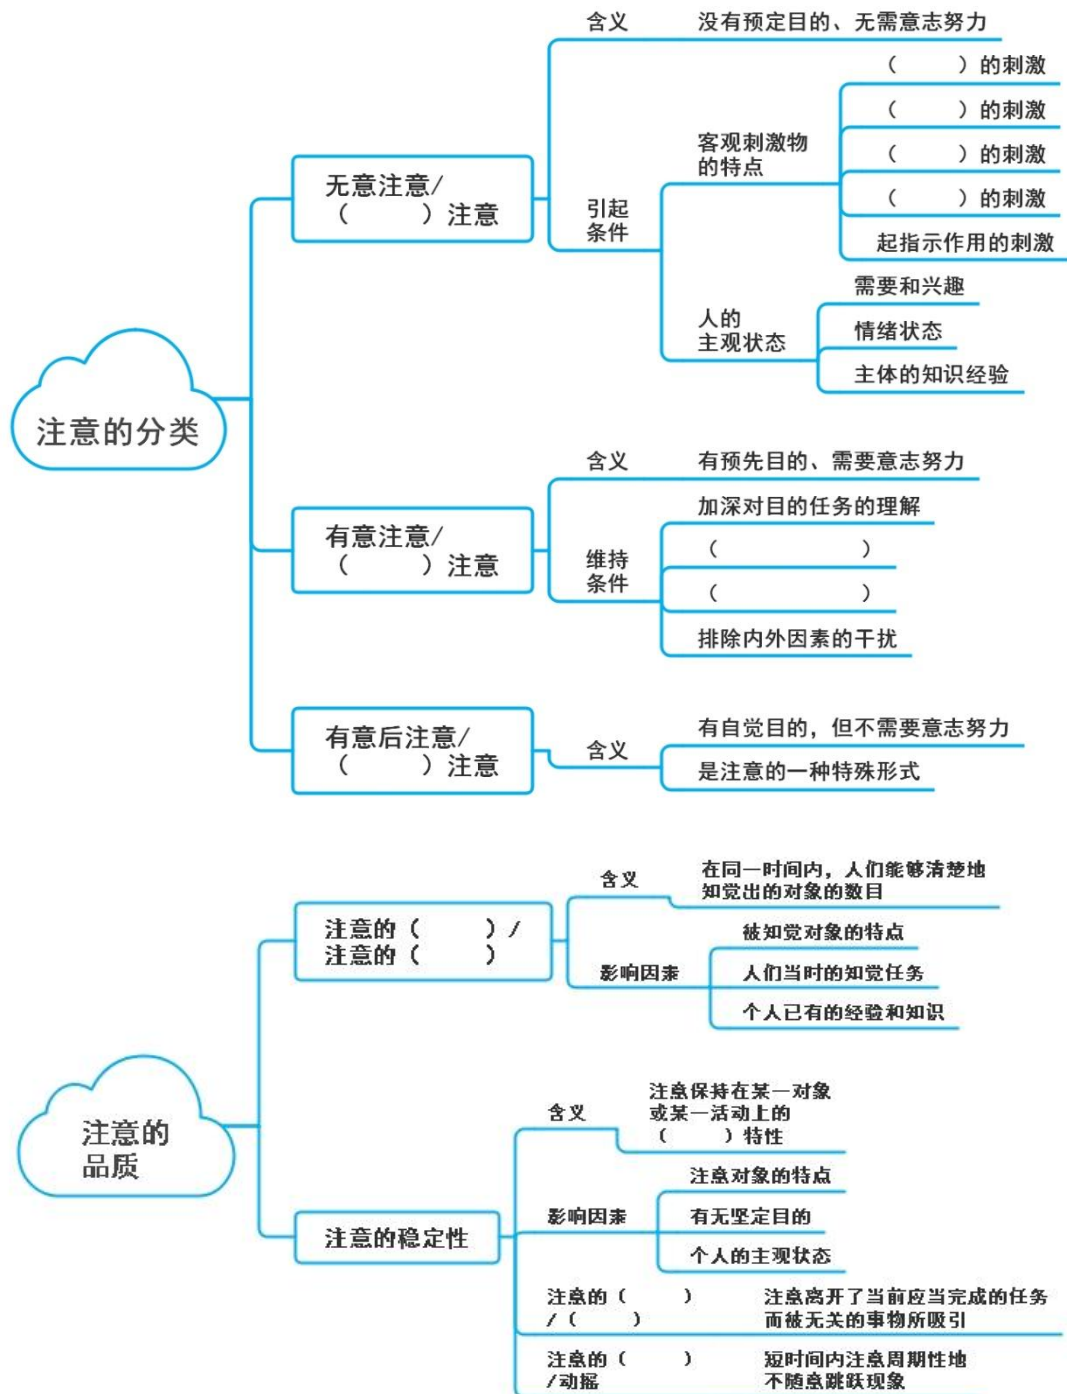 含义
没有预定目的、无需意志努力
（ ）的刺激
（ ）的刺激
客观刺激物
的特点
（ ）的刺激
（ ）的刺激
无意注意/
（ ）注意
引起
条件
起指示作用的刺激
需要和兴趣
人的
主观状态
情绪状态
主体的知识经验
注意的分类
含义
有预先目的、需要意志努力
加深对目的任务的理解
有意注意/
（ ）注意
维持
条件
（ ）
（ ）
排除内外因素的干扰
有意后注意/
（ ）注意
含义
有自觉目的，但不需要意志努力
是注意的一种特殊形式
含义
在同一时间内，人们能够清楚地
知觉出的对象的数目
注意的（ ）/
注意的（ ）
被知觉对象的特点
影响因素
人们当时的知觉任务
个人已有的经验和知识
注意的
品质
含义
注意保持在某一对象
或某一活动上的
（ ）特性
注意对象的特点
影响因素
有无坚定目的
注意的稳定性
个人的主观状态
注意的（ ）
/（ ）
注意离开了当前应当完成的任务
而被无关的事物所吸引
注意的（ ）
/动摇
短时间内注意周期性地
不随意跳跃现象